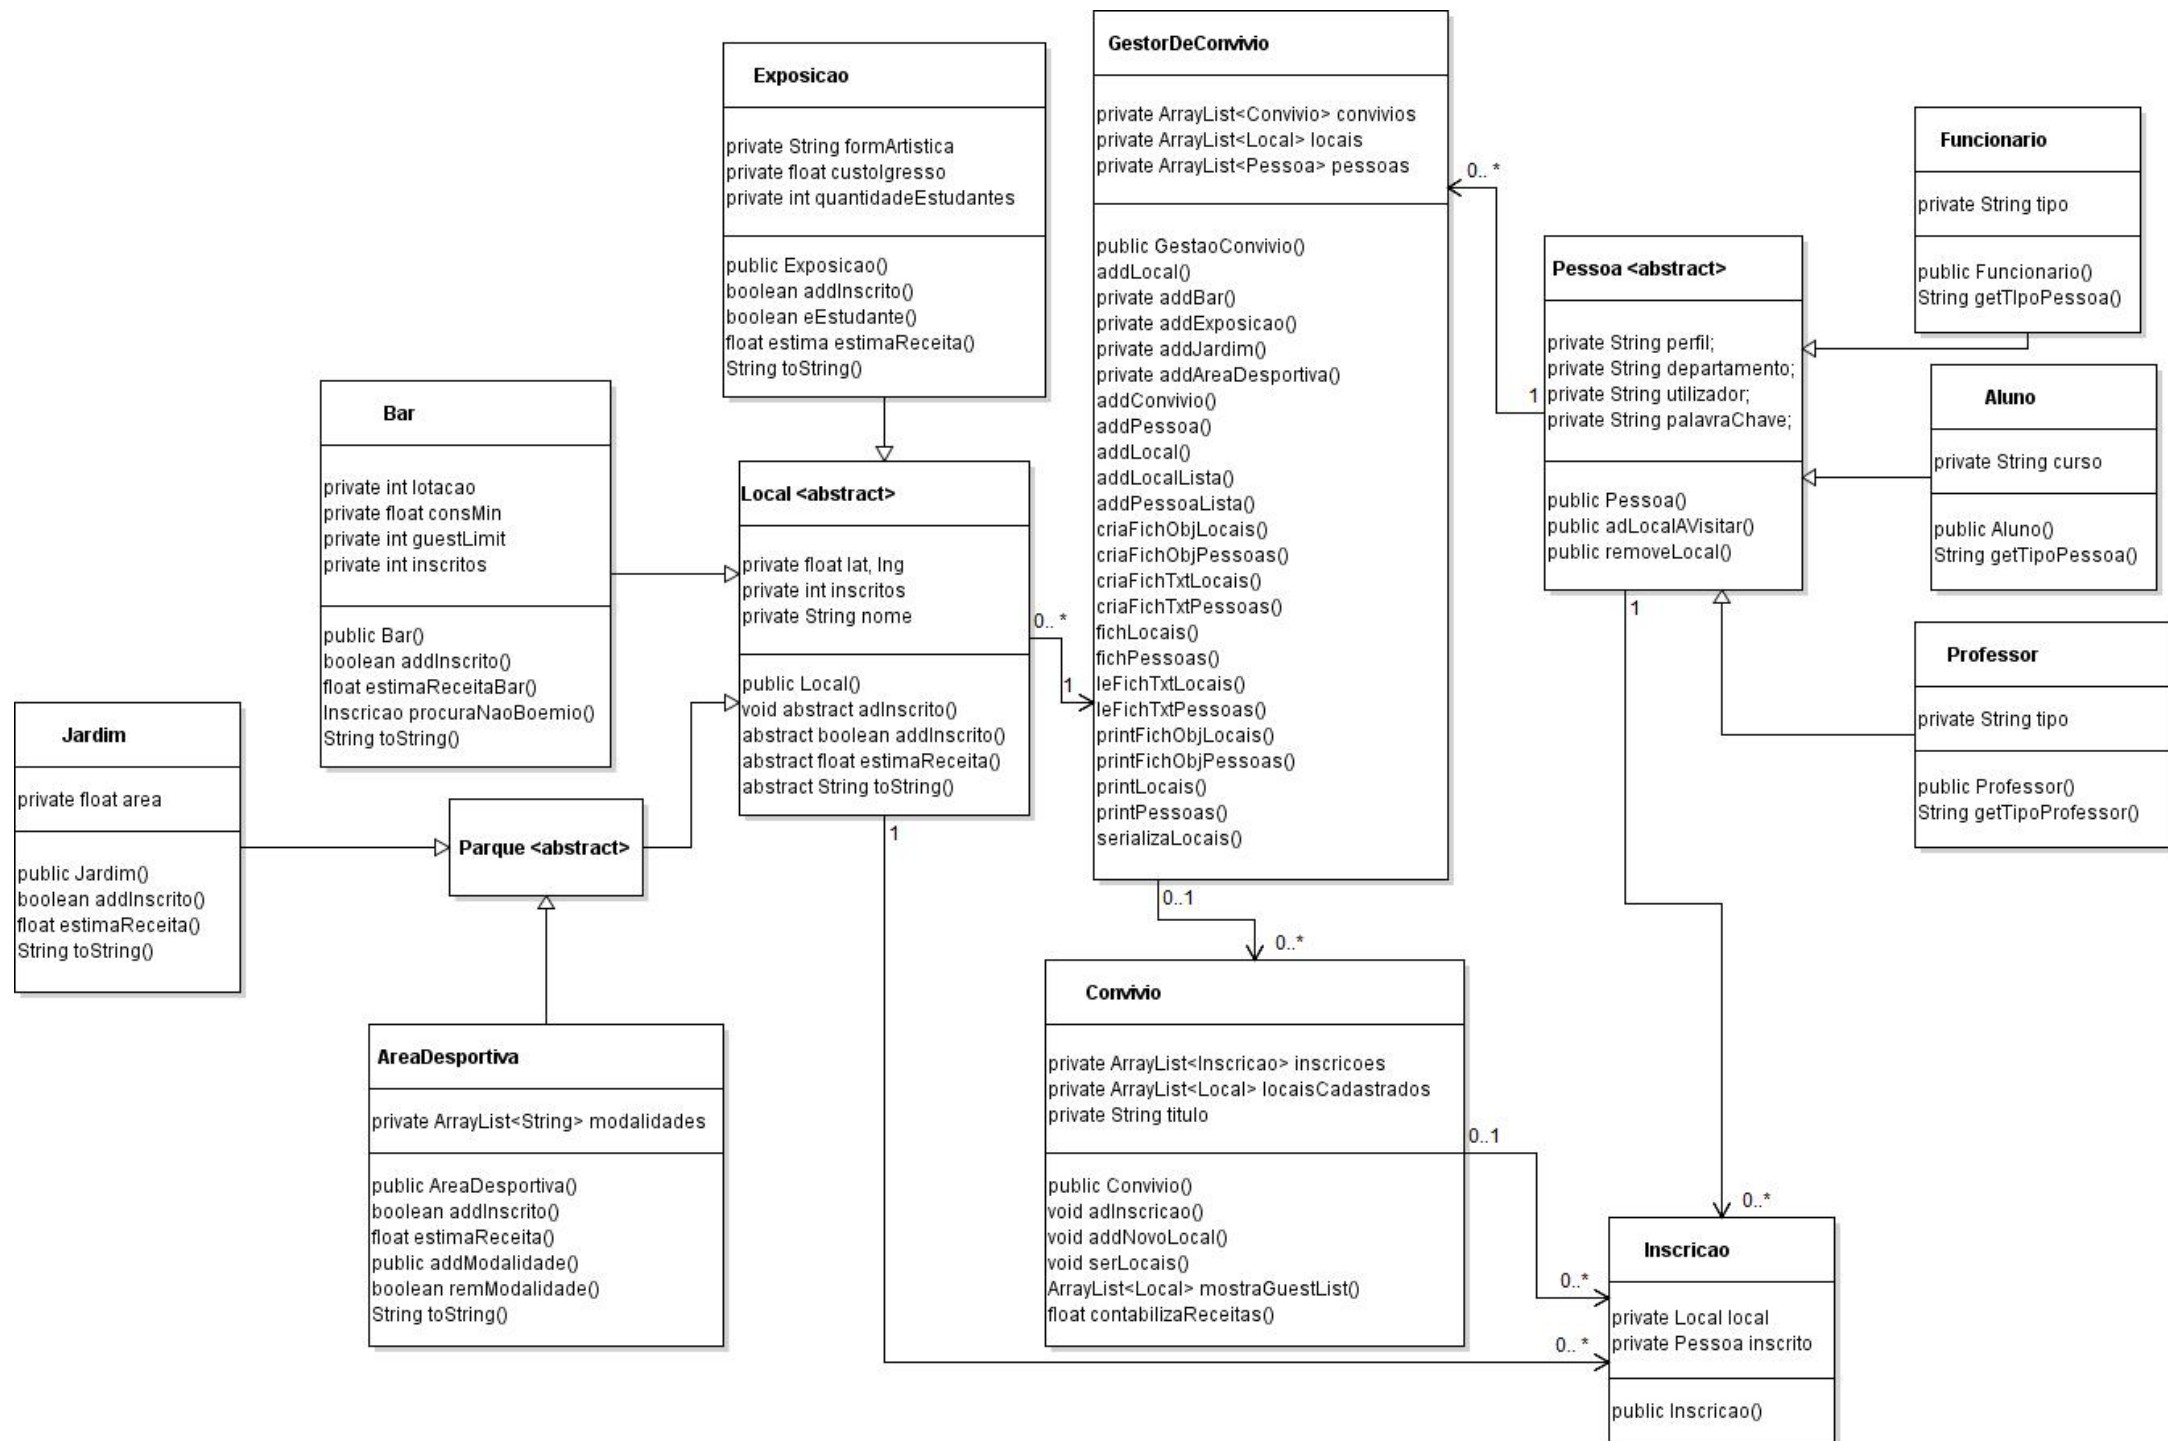 GestorDeConvivio
private ArrayList<Convivio> convivios
private ArrayList<Local> locais
private ArrayList<Pessoa> pessoas
public GestaoConvivio()
addLocal()
private addBar()
private addExposicao()
private addJardim()
private addAreaDesportiva()
addConvivio()
addPessoa()
addLocal()
addLocalLista()
addPessoaLista()
criaFichObjLocais()
criaFichObjPessoas()
criaFichTxtLocais()
criaFichTxtPessoas()
fichLocais()
fichPessoas()
leFichTxtLocais()
leFichTxtPessoas()
printFichObjLocais()
printFichObjPessoas()
printLocais()
printPessoas()
serializaLocais()
Exposicao
private String formArtistica
private float custoIgresso
private int quantidadeEstudantes
public Exposicao()
boolean addInscrito()
boolean eEstudante()
float estima estimaReceita()
String toString()
Funcionario
private String tipo
public Funcionario()
String getTIpoPessoa()
0.. *
1
Pessoa <abstract>
private String perfil;
private String departamento;
private String utilizador;
private String palavraChave;
public Pessoa()
public adLocalAVisitar()
public removeLocal()
1
Aluno
private String curso
public Aluno()
String getTipoPessoa()
Bar
private int lotacao
private float consMin
private int guestLimit
private int inscritos
public Bar()
boolean addInscrito()
float estimaReceitaBar()
Inscricao procuraNaoBoemio()
String toString()
Local <abstract>
private float lat, lng
private int inscritos
private String nome
public Local()
void abstract adInscrito()
abstract boolean addInscrito()
abstract float estimaReceita()
abstract String toString()
0.. *
1
1
Professor
private String tipo
public Professor()
String getTipoProfessor()
Jardim
private float area
public Jardim()
boolean addInscrito()
float estimaReceita()
String toString()
Parque <abstract>
AreaDesportiva
private ArrayList<String> modalidades
public AreaDesportiva()
boolean addInscrito()
float estimaReceita()
public addModalidade()
boolean remModalidade()
String toString()
0..1
0..*
Convivio
private ArrayList<Inscricao> inscricoes
private ArrayList<Local> locaisCadastrados
private String titulo
public Convivio()
void adInscricao()
void addNovoLocal()
void serLocais()
ArrayList<Local> mostraGuestList()
float contabilizaReceitas()
0..1
0..*
0..*
0.. *
Inscricao
private Local local
private Pessoa inscrito
public Inscricao()